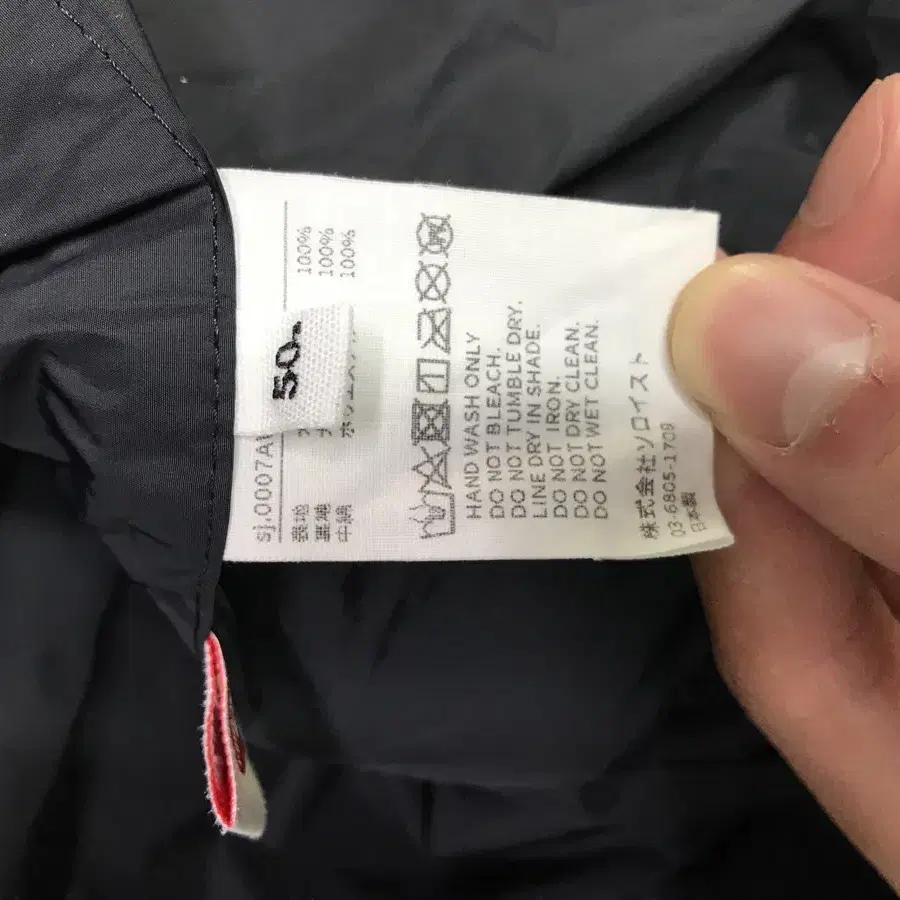 50
sj.0007A
表地 100%
裏地 100%
中綿 100%
HAND WASH ONLY
DO NOT BLEACH.
DO NOT TUMBLE DRY.
LINE DRY IN SHADE.
DO NOT IRON.
DO NOT DRY CLEAN.
DO NOT WET CLEAN.
株式会社ソロイスト
03-6805-1709
日本製